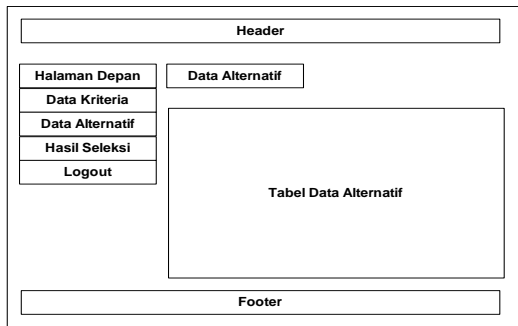 Header
Halaman Depan
Data Kriteria
Data Alternatif
Hasil Seleksi
Logout
Data Alternatif
Tabel Data Alternatif
Footer